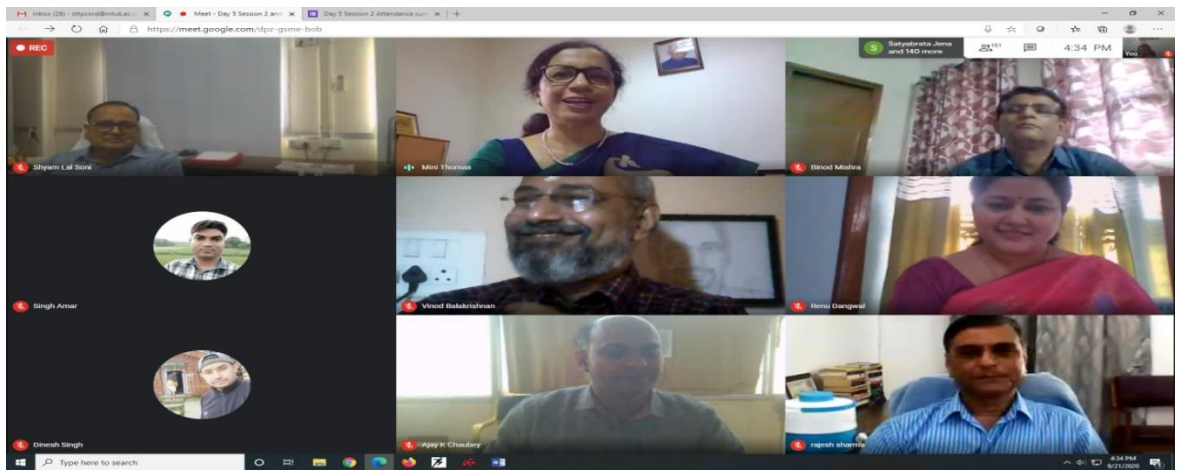 Inbox (28) - sttpcord@nituk.ac.i
Meet - Day 5 Session 2 and
Day 5 Session 2 Attendance cum
https://meet.google.com/dpz-gsme-bob
REC
S
Satyabrata Jena
and 140 more
151
4:34 PM
You
Shyam Lal Soni
Mini Thomas
Binod Mishra
Singh Amar
Vinod Balakrishnan
Renu Dangwal
Dinesh Singh
Ajay K Chaubey
rajesh sharma
Type here to search
4:34 PM
9/21/2020